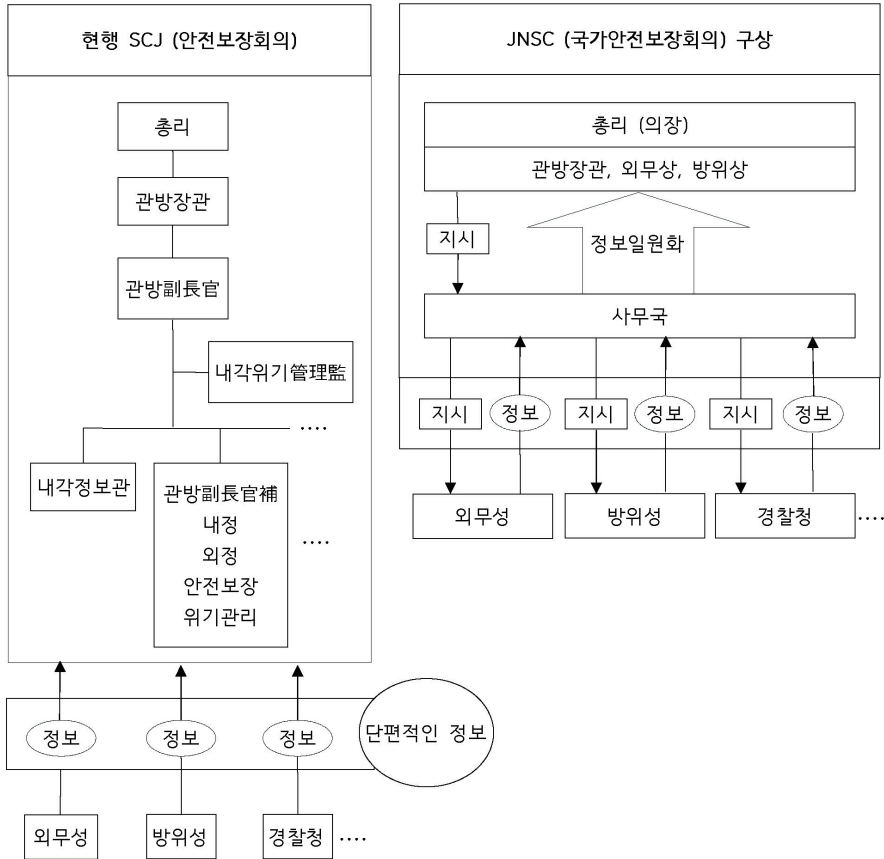 현행 SCJ (안전보장회의)
총리
관방장관
관방副長官
내각위기管理監
....
내각정보관
관방副長官補
내정
외정
안전보장
위기관리
....
정보
정보
정보
단편적인 정보
외무성
방위성
경찰청
....
JNSC (국가안전보장회의) 구상
총리 (의장)
관방장관, 외무상, 방위상
지시
정보일원화
사무국
지시
정보
지시
정보
지시
정보
외무성
방위성
경찰청
....